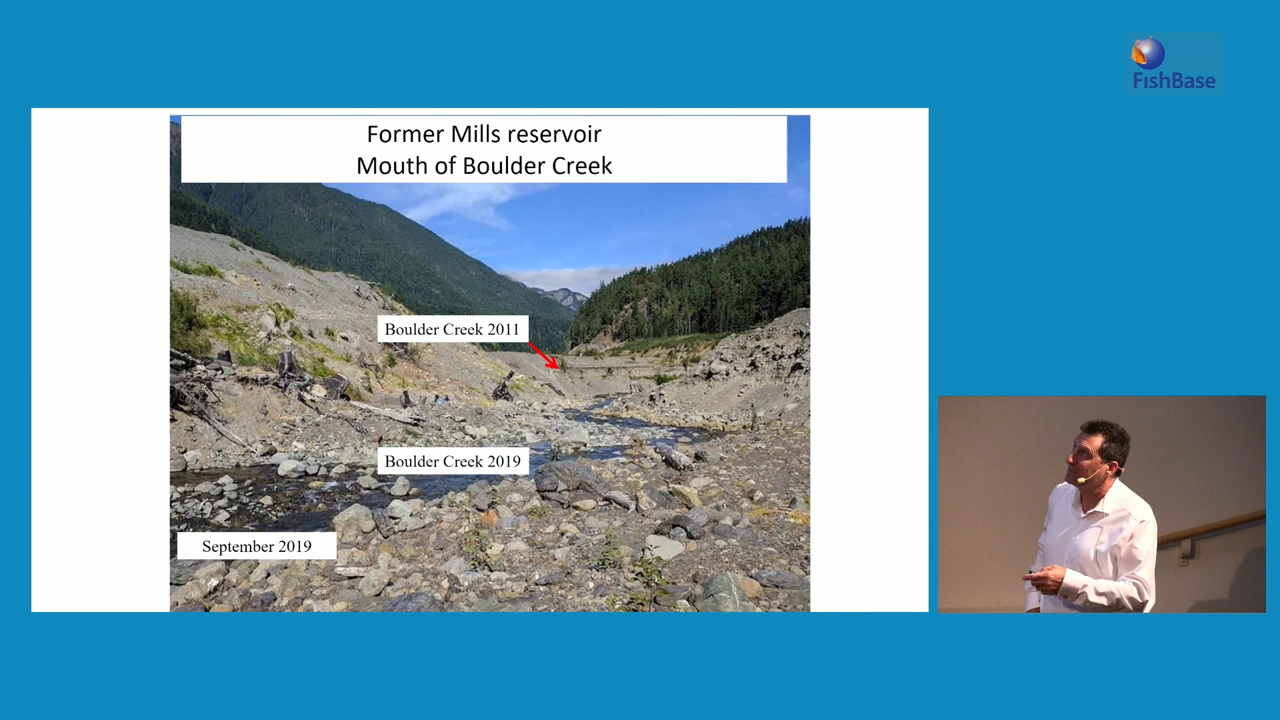 FishBase
Former Mills reservoir
Mouth of Boulder Creek
Boulder Creek 2011
Boulder Creek 2019
September 2019